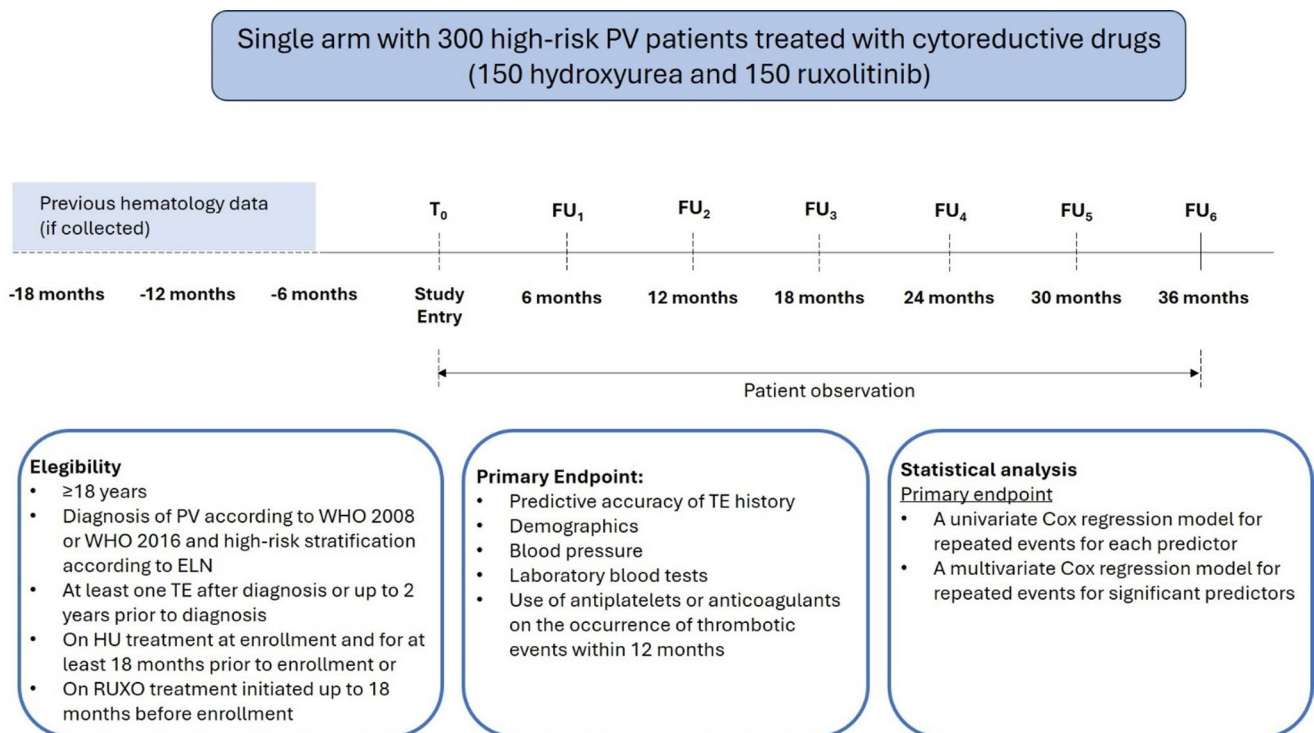 Single arm with 300 high-risk PV patients treated with cytoreductive drugs
(150 hydroxyurea and 150 ruxolitinib)
Previous hematology data
(if collected)
T0 FU1 FU2 FU3 FU4 FU5 FU6
-18 months -12 months -6 months Study 6 months 12 months 18 months 24 months 30 months 36 months
Entry
Patient observation
Elegibility
• ≥18 years
• Diagnosis of PV according to WHO 2008
or WHO 2016 and high-risk stratification
according to ELN
• At least one TE after diagnosis or up to 2
years prior to diagnosis
• On HU treatment at enrollment and for at
least 18 months prior to enrollment or
• On RUXO treatment initiated up to 18
months before enrollment
Primary Endpoint:
• Predictive accuracy of TE history
• Demographics
• Blood pressure
• Laboratory blood tests
• Use of antiplatelets or anticoagulants
on the occurrence of thrombotic
events within 12 months
Statistical analysis
Primary endpoint
• A univariate Cox regression model for
repeated events for each predictor
• A multivariate Cox regression model for
repeated events for significant predictors